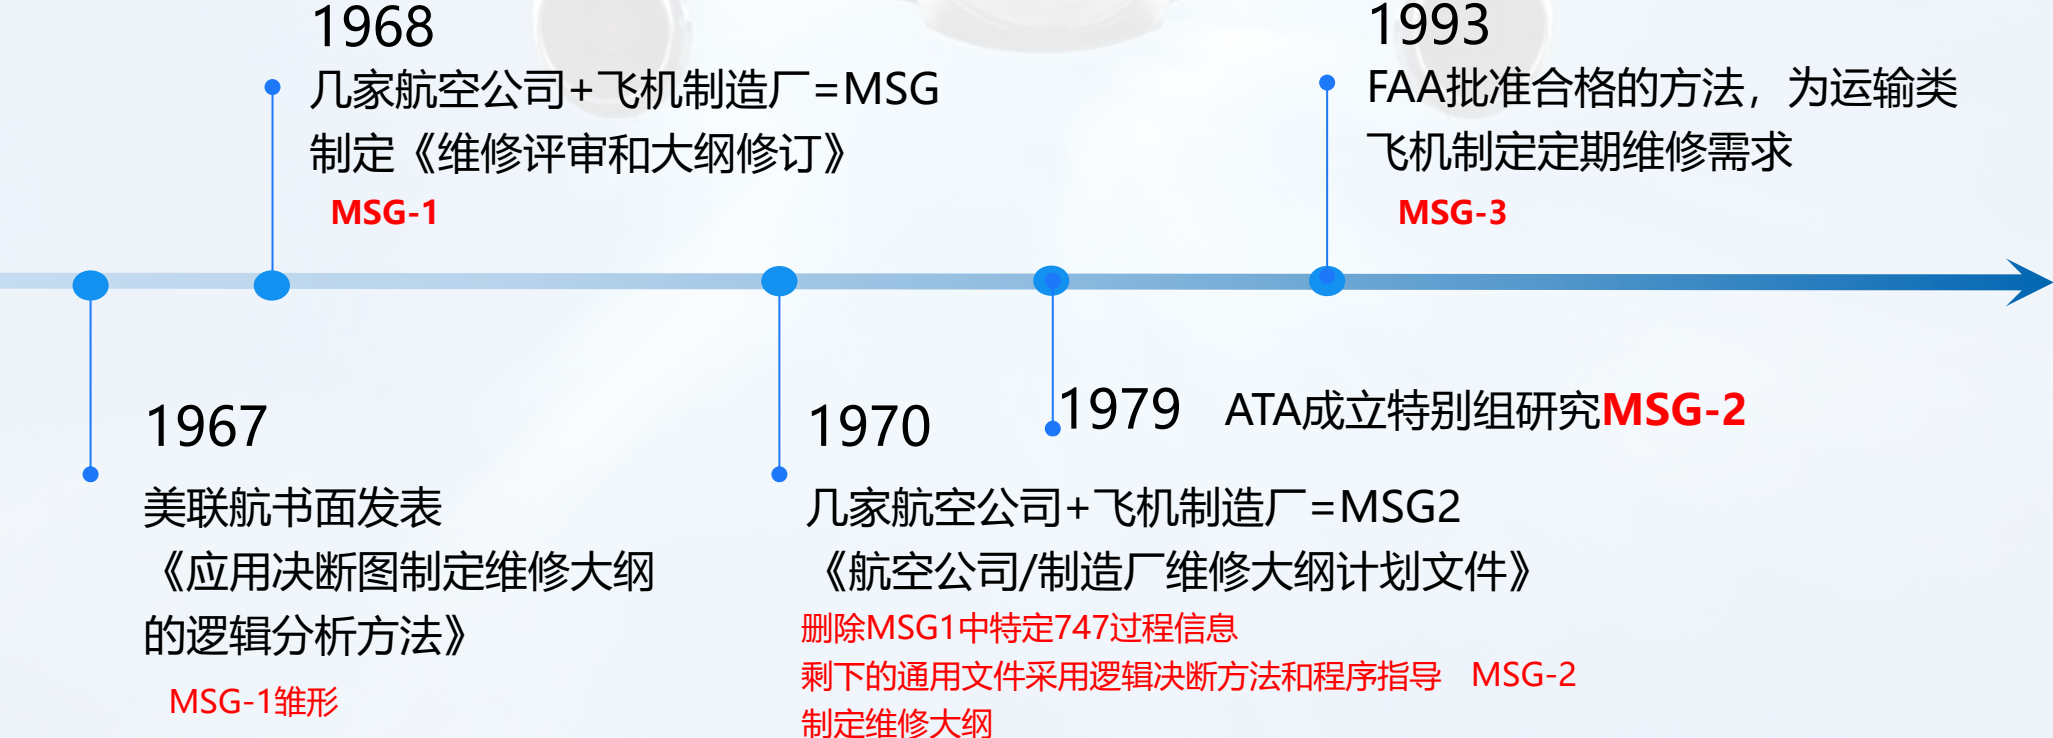 1968
几家航空公司+飞机制造厂=MSG
制定《维修评审和大纲修订》
MSG-1
1993
FAA批准合格的方法，为运输类
飞机制定定期维修需求
MSG-3
1967
美联航书面发表
《应用决断图制定维修大纲
的逻辑分析方法》
MSG-1雏形
1970
几家航空公司+飞机制造厂=MSG2
《航空公司/制造厂维修大纲计划文件》
删除MSG1中特定747过程信息
剩下的通用文件采用逻辑决断方法和程序指导 MSG-2
制定维修大纲
1979 ATA成立特别组研究MSG-2